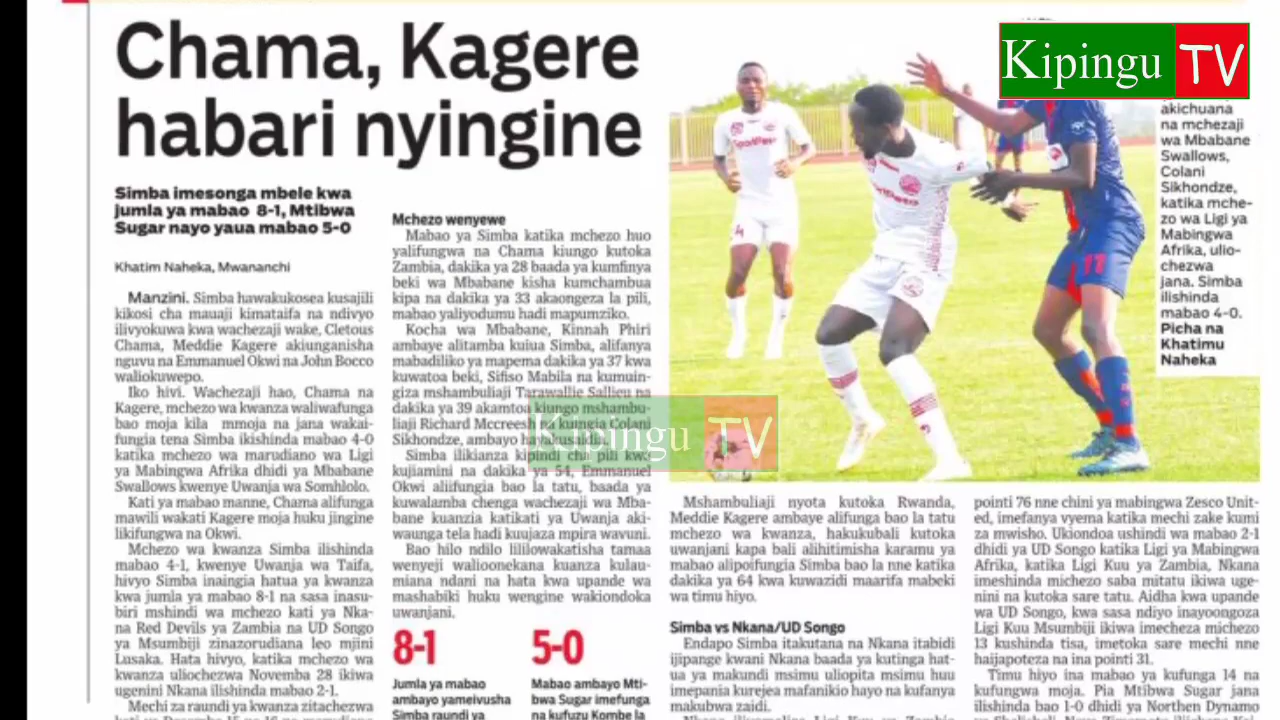 Chama, Kagere
habari nyingine
Simba imesonga mbele kwa
jumla ya mabao 8-1, Mtibwa
Sugar nayo yaua mabao 5-0
Khatim Naheka, Mwananchi
Manzini. Simba hawakukosea kusajili
kikosi cha mauaji kimataifa na ndivyo
ilivyokuwa kwa wachezaji wake, Cletous
Chama, Meddie Kagere akiunganisha
nguvu na Emmanuel Okwi na John Bocco
waliokuwepo.
Iko hivi. Wachezaji hao, Chama na
Kagere, mchezo wa kwanza waliwafunga
bao moja kila mmoja na jana wakai-
fungia tena Simba ikishinda mabao 4-0
katika mchezo wa marudiano wa Ligi
ya Mabingwa Afrika dhidi ya Mbabane
Swallows kwenye Uwanja wa Somhlolo.
Kati ya mabao manne, Chama alifunga
mawili wakati Kagere moja huku jingine
likifungwa na Okwi.
Mchezo wa kwanza Simba ilishinda
mabao 4-1, kwenye Uwanja wa Taifa,
hivyo Simba inaingia hatua ya kwanza
kwa jumla ya mabao 8-1 na sasa inasu-
biri mshindi wa mchezo kati ya Nka-
na Red Devils ya Zambia na UD Songo
ya Msumbiji zinazorudiana leo mjini
Lusaka. Hata hivyo, katika mchezo wa
kwanza uliochezwa Novemba 28 ikiwa
ugenini Nkana ilishinda mabao 2-1.
Mechi za raundi ya kwanza zitachezwa
Mchezo wenyewe
Mabao ya Simba katika mchezo huo
yalifungwa na Chama kiungo kutoka
Zambia, dakika ya 28 baada ya kumfinya
beki wa Mbabane kisha kumchambua
kipa na dakika ya 33 akaongeza la pili,
mabao yaliyodumu hadi mapumziko.
Kocha wa Mbabane, Kinnah Phiri
ambaye alitamba kuiua Simba, alifanya
mabadiliko ya mapema dakika ya 37 kwa
kuwatoa beki, Sifiso Mabila na kumuin-
giza mshambuliaji Tarawallie Sallieu na
dakika ya 39 akamtoa kiungo mshambu-
liaji Richard Mccreesh na kuingia Colani
Sikhondze, ambayo haya kusaidia.
Simba ilikianza kipindi cha pili kwa
kujiamini na dakika ya 54, Emmanuel
Okwi aliifungia bao la tatu, baada ya
kuwalamba chenga wachezaji wa Mba-
bane kuanzia katikati ya Uwanja aki-
waunga tela hadi kuujaza mpira wavuni.
Bao hilo ndilo lililowakatisha tamaa
wenyeji walioonekana kuanza kulau-
miana ndani na hata kwa upande wa
mashabiki huku wengine wakiondoka
uwanjani.
8-1
Jumla ya mabao
ambayo yameivusha
Simba raundi ya
5-0
Mabao ambayo Mti-
bwa Sugar imefunga
na kufuzu Kombe la
Kipingu TV
akichuana
na mchezaji
wa Mbabane
Swallows,
Colani
Sikhondze,
katika mche-
zo wa Ligi ya
Mabingwa
Afrika, ulio-
chezwa
jana. Simba
ilishinda
mabao 4-0.
Picha na
Khatimu
Naheka
Kipingu TV
Mshambuliaji nyota kutoka Rwanda,
Meddie Kagere ambaye alifunga bao la tatu
mchezo wa kwanza, hakukubali kutoka
uwanjani kapa bali alihitimisha karamu ya
mabao alipoifungia Simba bao la nne katika
dakika ya 64 kwa kuwazidi maarifa mabeki
wa timu hiyo.
Simba vs Nkana/UD Songo
Endapo Simba itakutana na Nkana itabidi
ijipange kwani Nkana baada ya kutinga hat-
ua ya makundi msimu uliopita msimu huu
imepania kurejea mafanikio hayo na kufanya
makubwa zaidi.
pointi 76 nne chini ya mabingwa Zesco Unit-
ed, imefanya vyema katika mechi zake kumi
za mwisho. Ukiondoa ushindi wa mabao 2-1
dhidi ya UD Songo katika Ligi ya Mabingwa
Afrika, katika Ligi Kuu ya Zambia, Nkana
imeshinda michezo saba mitatu ikiwa uge-
nini na kutoka sare tatu. Aidha kwa upande
wa UD Songo, kwa sasa ndiyo inayoongoza
Ligi Kuu Msumbiji ikiwa imecheza michezo
13 kushinda tisa, imetoka sare mechi nne
haijapoteza na ina pointi 31.
Timu hiyo ina mabao ya kufunga 14 na
kufungwa moja. Pia Mtibwa Sugar jana
ilishinda bao 1-0 dhidi ya Northen Dynamo